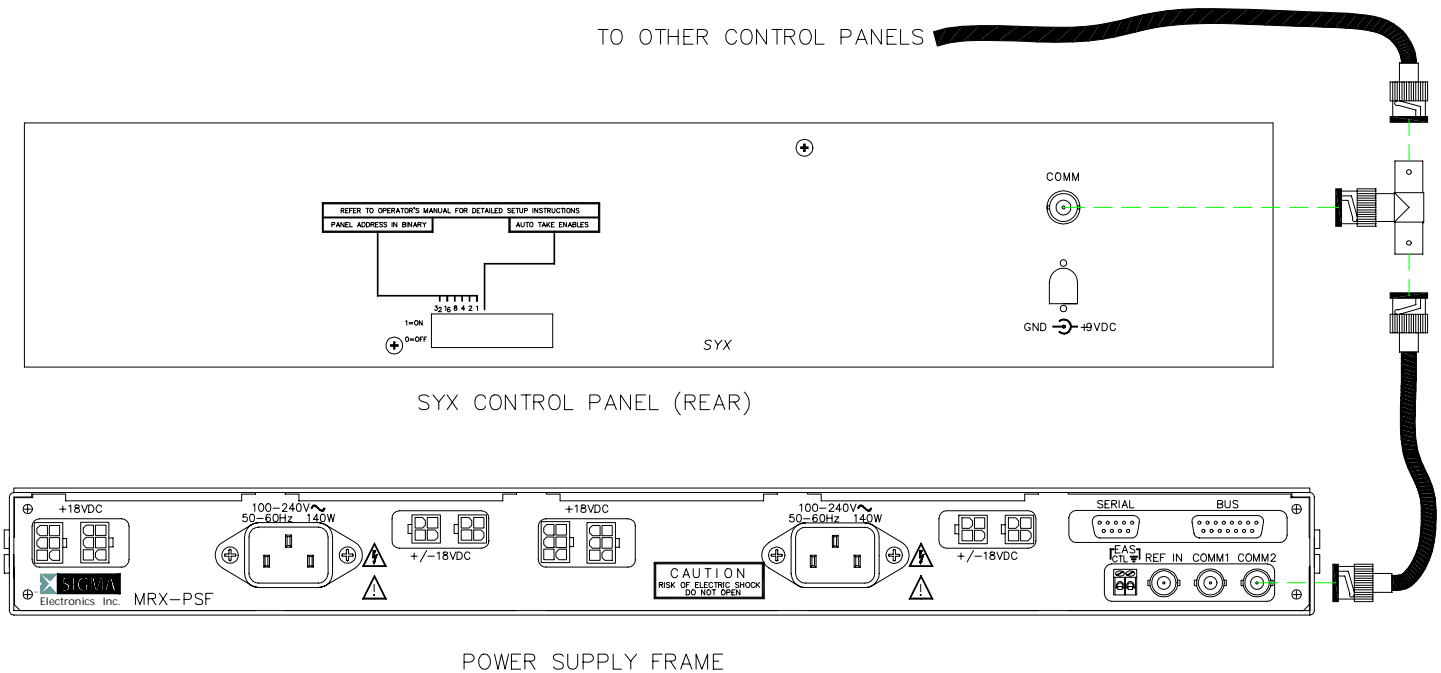 TO OTHER CONTROL PANELS
COMM
REFER TO OPERATOR'S MANUAL FOR DETAILED SETUP INSTRUCTIONS
PANEL ADDRESS IN BINARY
AUTO TAKE ENABLES
32 16 8 4 2 1
1=ON
0=OFF
SYX
GND +9VDC
SYX CONTROL PANEL (REAR)
+18VDC
100-240V~
50-60Hz 140W
+/-18VDC
+18VDC
100-240V~
50-60Hz 140W
+/-18VDC
SERIAL
BUS
EAS
CTL
REF IN
COMM1
COMM2
CAUTION
RISK OF ELECTRIC SHOCK
DO NOT OPEN
SIGMA
Electronics Inc.
MRX-PSF
POWER SUPPLY FRAME